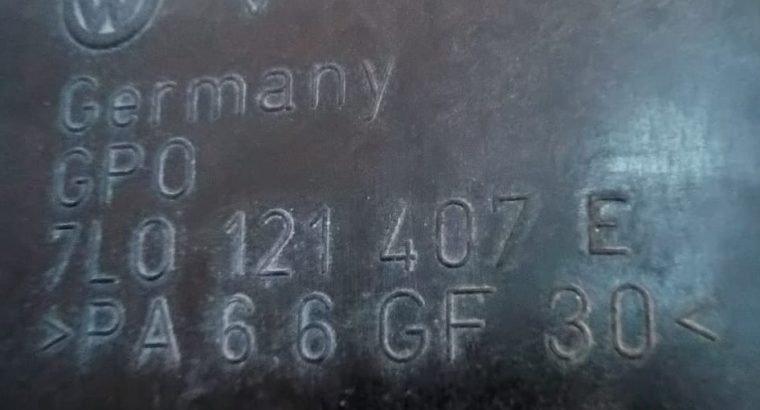 Germany
GPO
7L0 121 407 E
>PA 6 6 GF 30<